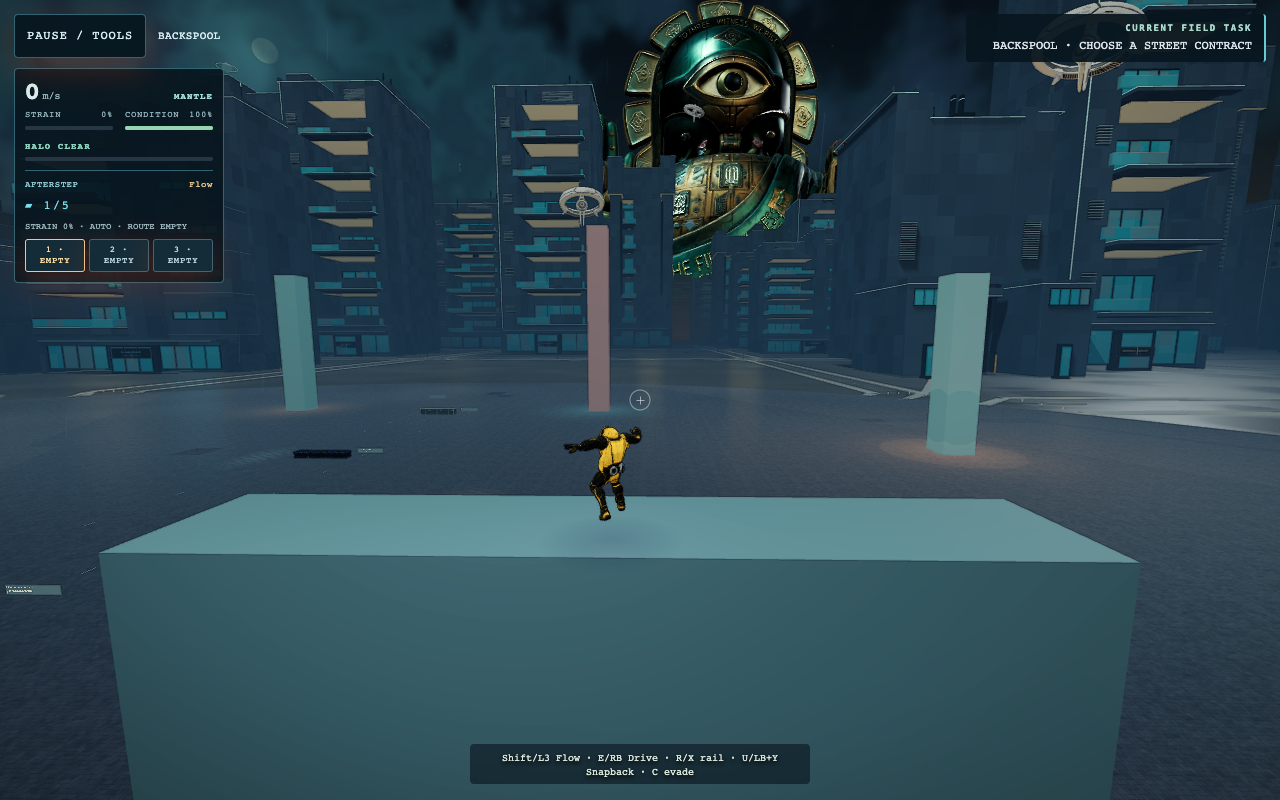 PAUSE / TOOLS
BACKSPOOL
CURRENT FIELD TASK
BACKSPOOL · CHOOSE A STREET CONTRACT
0 m/s
MANTLE
STRAIN 0%
CONDITION 100%
HALO CLEAR
AFTERSTEP
Flow
1/5
STRAIN 0% · AUTO · ROUTE EMPTY
1 · EMPTY
2 · EMPTY
3 · EMPTY
WITNESS
Shift/L3 Flow · E/RB Drive · R/X rail · U/LB+Y
Snapback · C evade